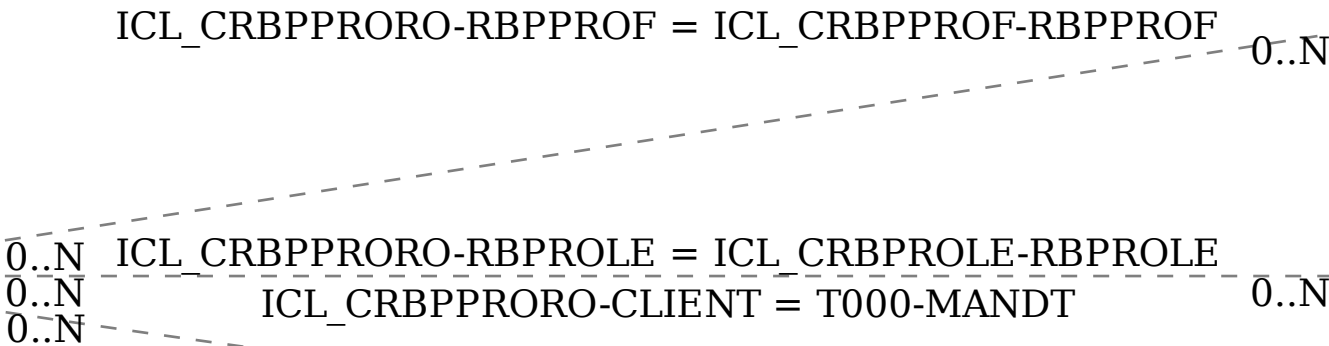 ICL_CRBPPRORO-RBPPROF = ICL_CRBPPROF-RBPPROF
0..N
0..N
ICL_CRBPPRORO-RBPROLE = ICL_CRBPROLE-RBPROLE
0..N
0..N
ICL_CRBPPRORO-CLIENT = T000-MANDT
0..N